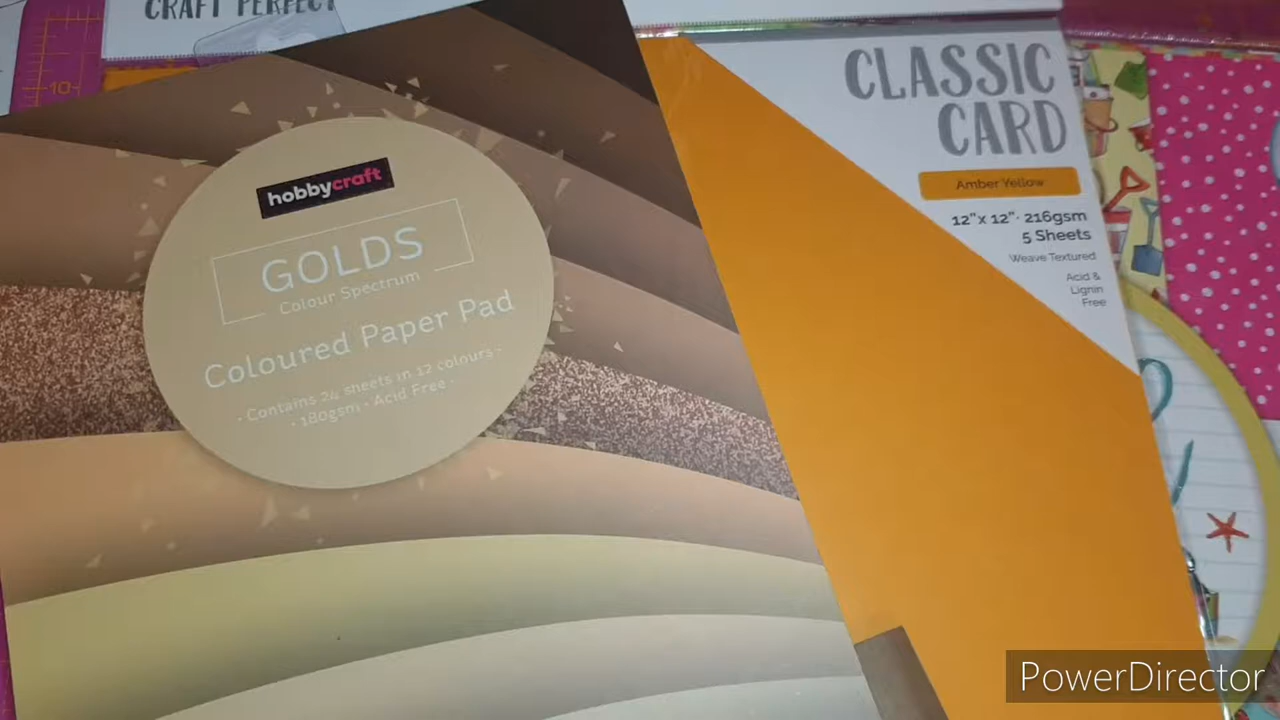 CRAFT PERFECT
10
hobbycraft
GOLDS
Colour Spectrum
Coloured Paper Pad
· Contains 24 sheets in 12 colours ·
· 180gsm · Acid Free ·
CLASSIC
CARD
Amber Yellow
12"x 12"· 216gsm
5 Sheets
Weave Textured
Acid &
Lignin
Free
PowerDirector